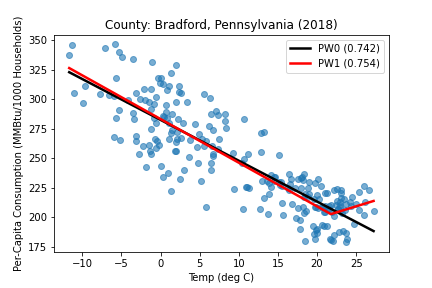 County: Bradford, Pennsylvania (2018)
PW0 (0.742)
PW1 (0.754)
Per-Capita Consumption (MMBtu/1000 Households)
350
325
300
275
250
225
200
175
−10 −5 0 5 10 15 20 25
Temp (deg C)